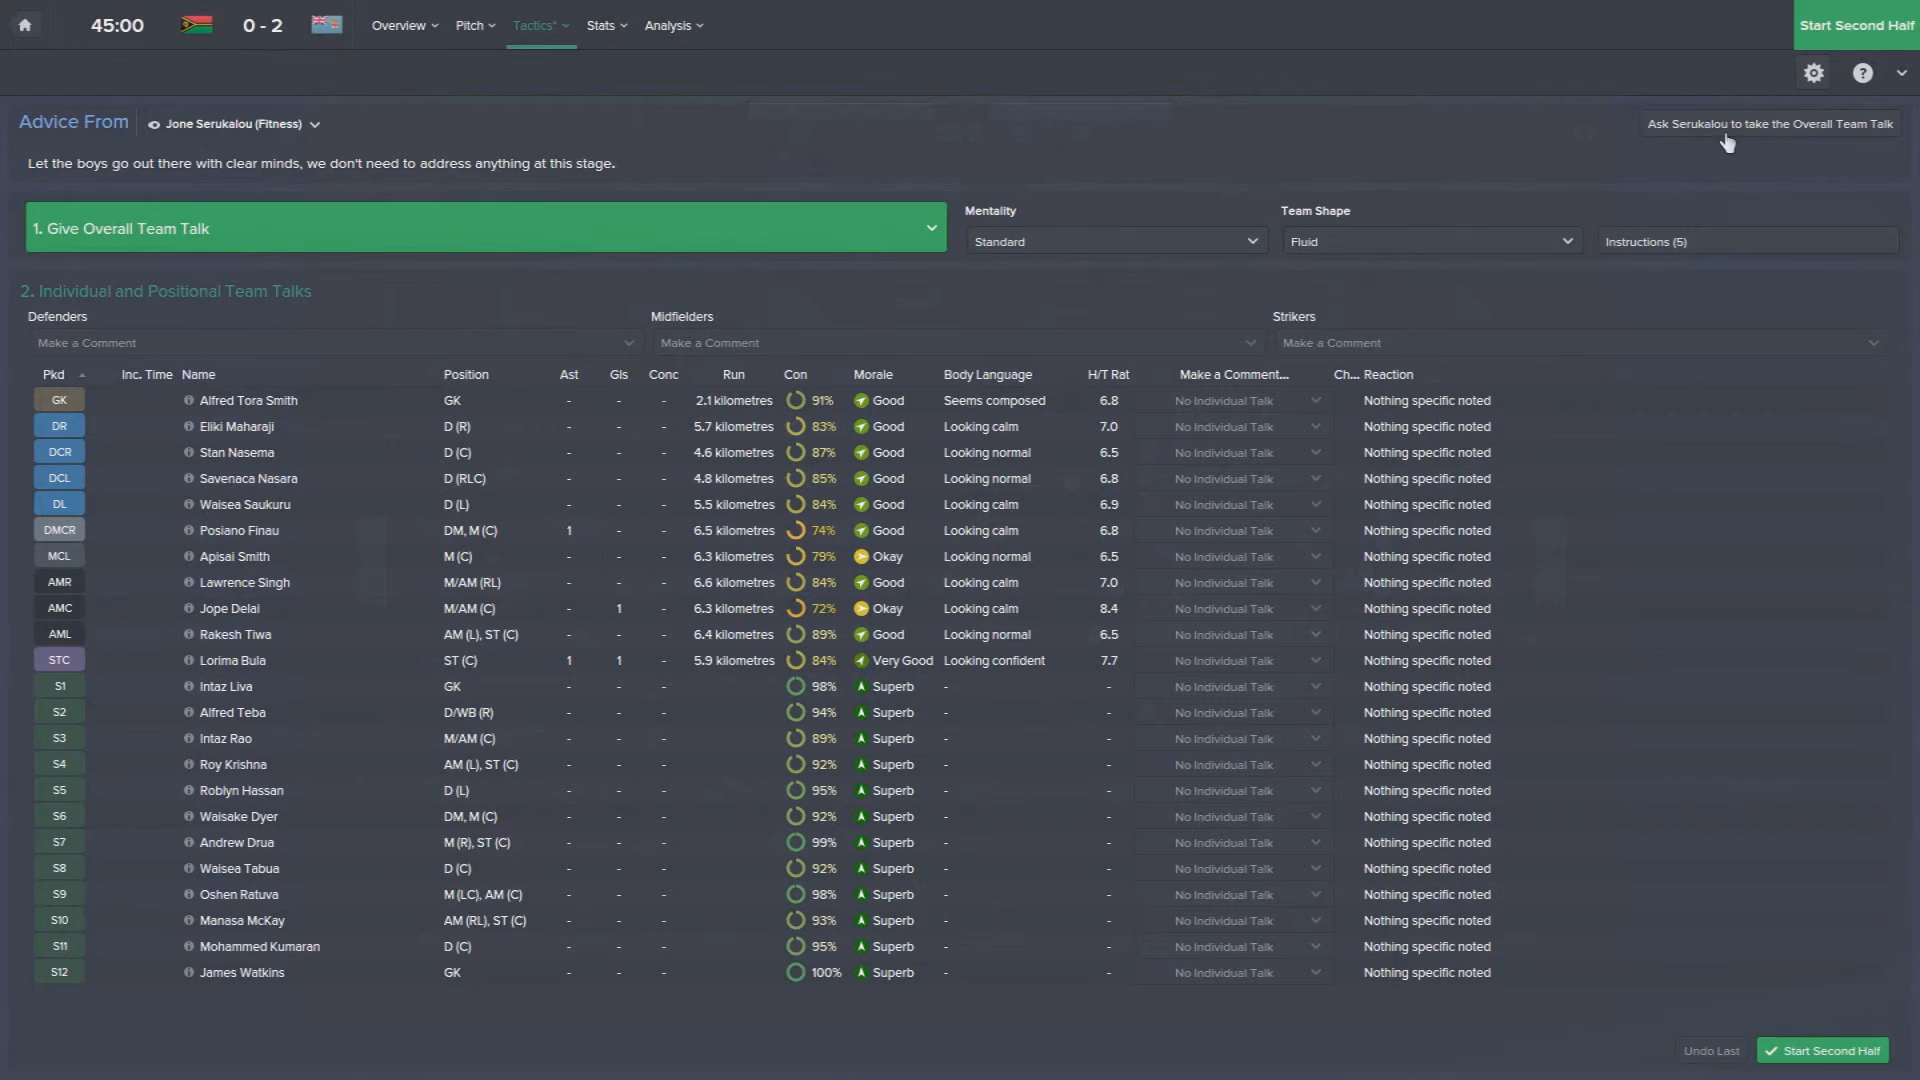 45:00 0 - 2 Overview Pitch Tactics* Stats Analysis Start Second Half
?
Advice From Jone Serukalou (Fitness) Ask Serukalou to take the Overall Team Talk
Let the boys go out there with clear minds, we don't need to address anything at this stage.
1. Give Overall Team Talk
Mentality Team Shape
Standard Fluid Instructions (5)
2. Individual and Positional Team Talks
Defenders Midfielders Strikers
Make a Comment Make a Comment Make a Comment
Pkd Inc. Time Name Position Ast Gls Conc Run Con Morale Body Language H/T Rat Make a Comment... Ch... Reaction
GK Alfred Tora Smith GK - - - 2.1 kilometres 91% Good Seems composed 6.8 No Individual Talk Nothing specific noted
DR Eliki Maharaji D (R) - - - 5.7 kilometres 83% Good Looking calm 7.0 No Individual Talk Nothing specific noted
DCR Stan Nasema D (C) - - - 4.6 kilometres 87% Good Looking normal 6.5 No Individual Talk Nothing specific noted
DCL Savenaca Nasara D (RLC) - - - 4.8 kilometres 85% Good Looking normal 6.8 No Individual Talk Nothing specific noted
DL Waisea Saukuru D (L) - - - 5.5 kilometres 84% Good Looking calm 6.9 No Individual Talk Nothing specific noted
DMCR Posiano Finau DM, M (C) 1 - - 6.5 kilometres 74% Good Looking calm 6.8 No Individual Talk Nothing specific noted
MCL Apisai Smith M (C) - - - 6.3 kilometres 79% Okay Looking normal 6.5 No Individual Talk Nothing specific noted
AMR Lawrence Singh M/AM (RL) - - - 6.6 kilometres 84% Good Looking calm 7.0 No Individual Talk Nothing specific noted
AMC Jope Delai M/AM (C) - 1 - 6.3 kilometres 72% Okay Looking calm 8.4 No Individual Talk Nothing specific noted
AML Rakesh Tiwa AM (L), ST (C) - - - 6.4 kilometres 89% Good Looking normal 6.5 No Individual Talk Nothing specific noted
STC Lorima Bula ST (C) 1 1 - 5.9 kilometres 84% Very Good Looking confident 7.7 No Individual Talk Nothing specific noted
S1 Intaz Liva GK - - - 98% Superb - - No Individual Talk Nothing specific noted
S2 Alfred Teba D/WB (R) - - - 94% Superb - - No Individual Talk Nothing specific noted
S3 Intaz Rao M/AM (C) - - - 89% Superb - - No Individual Talk Nothing specific noted
S4 Roy Krishna AM (L), ST (C) - - - 92% Superb - - No Individual Talk Nothing specific noted
S5 Roblyn Hassan D (L) - - - 95% Superb - - No Individual Talk Nothing specific noted
S6 Waisake Dyer DM, M (C) - - - 92% Superb - - No Individual Talk Nothing specific noted
S7 Andrew Drua M (R), ST (C) - - - 99% Superb - - No Individual Talk Nothing specific noted
S8 Waisea Tabua D (C) - - - 92% Superb - - No Individual Talk Nothing specific noted
S9 Oshen Ratuva M (LC), AM (C) - - - 98% Superb - - No Individual Talk Nothing specific noted
S10 Manasa McKay AM (RL), ST (C) - - - 93% Superb - - No Individual Talk Nothing specific noted
S11 Mohammed Kumaran D (C) - - - 95% Superb - - No Individual Talk Nothing specific noted
S12 James Watkins GK - - - 100% Superb - - No Individual Talk Nothing specific noted
Undo Last Start Second Half